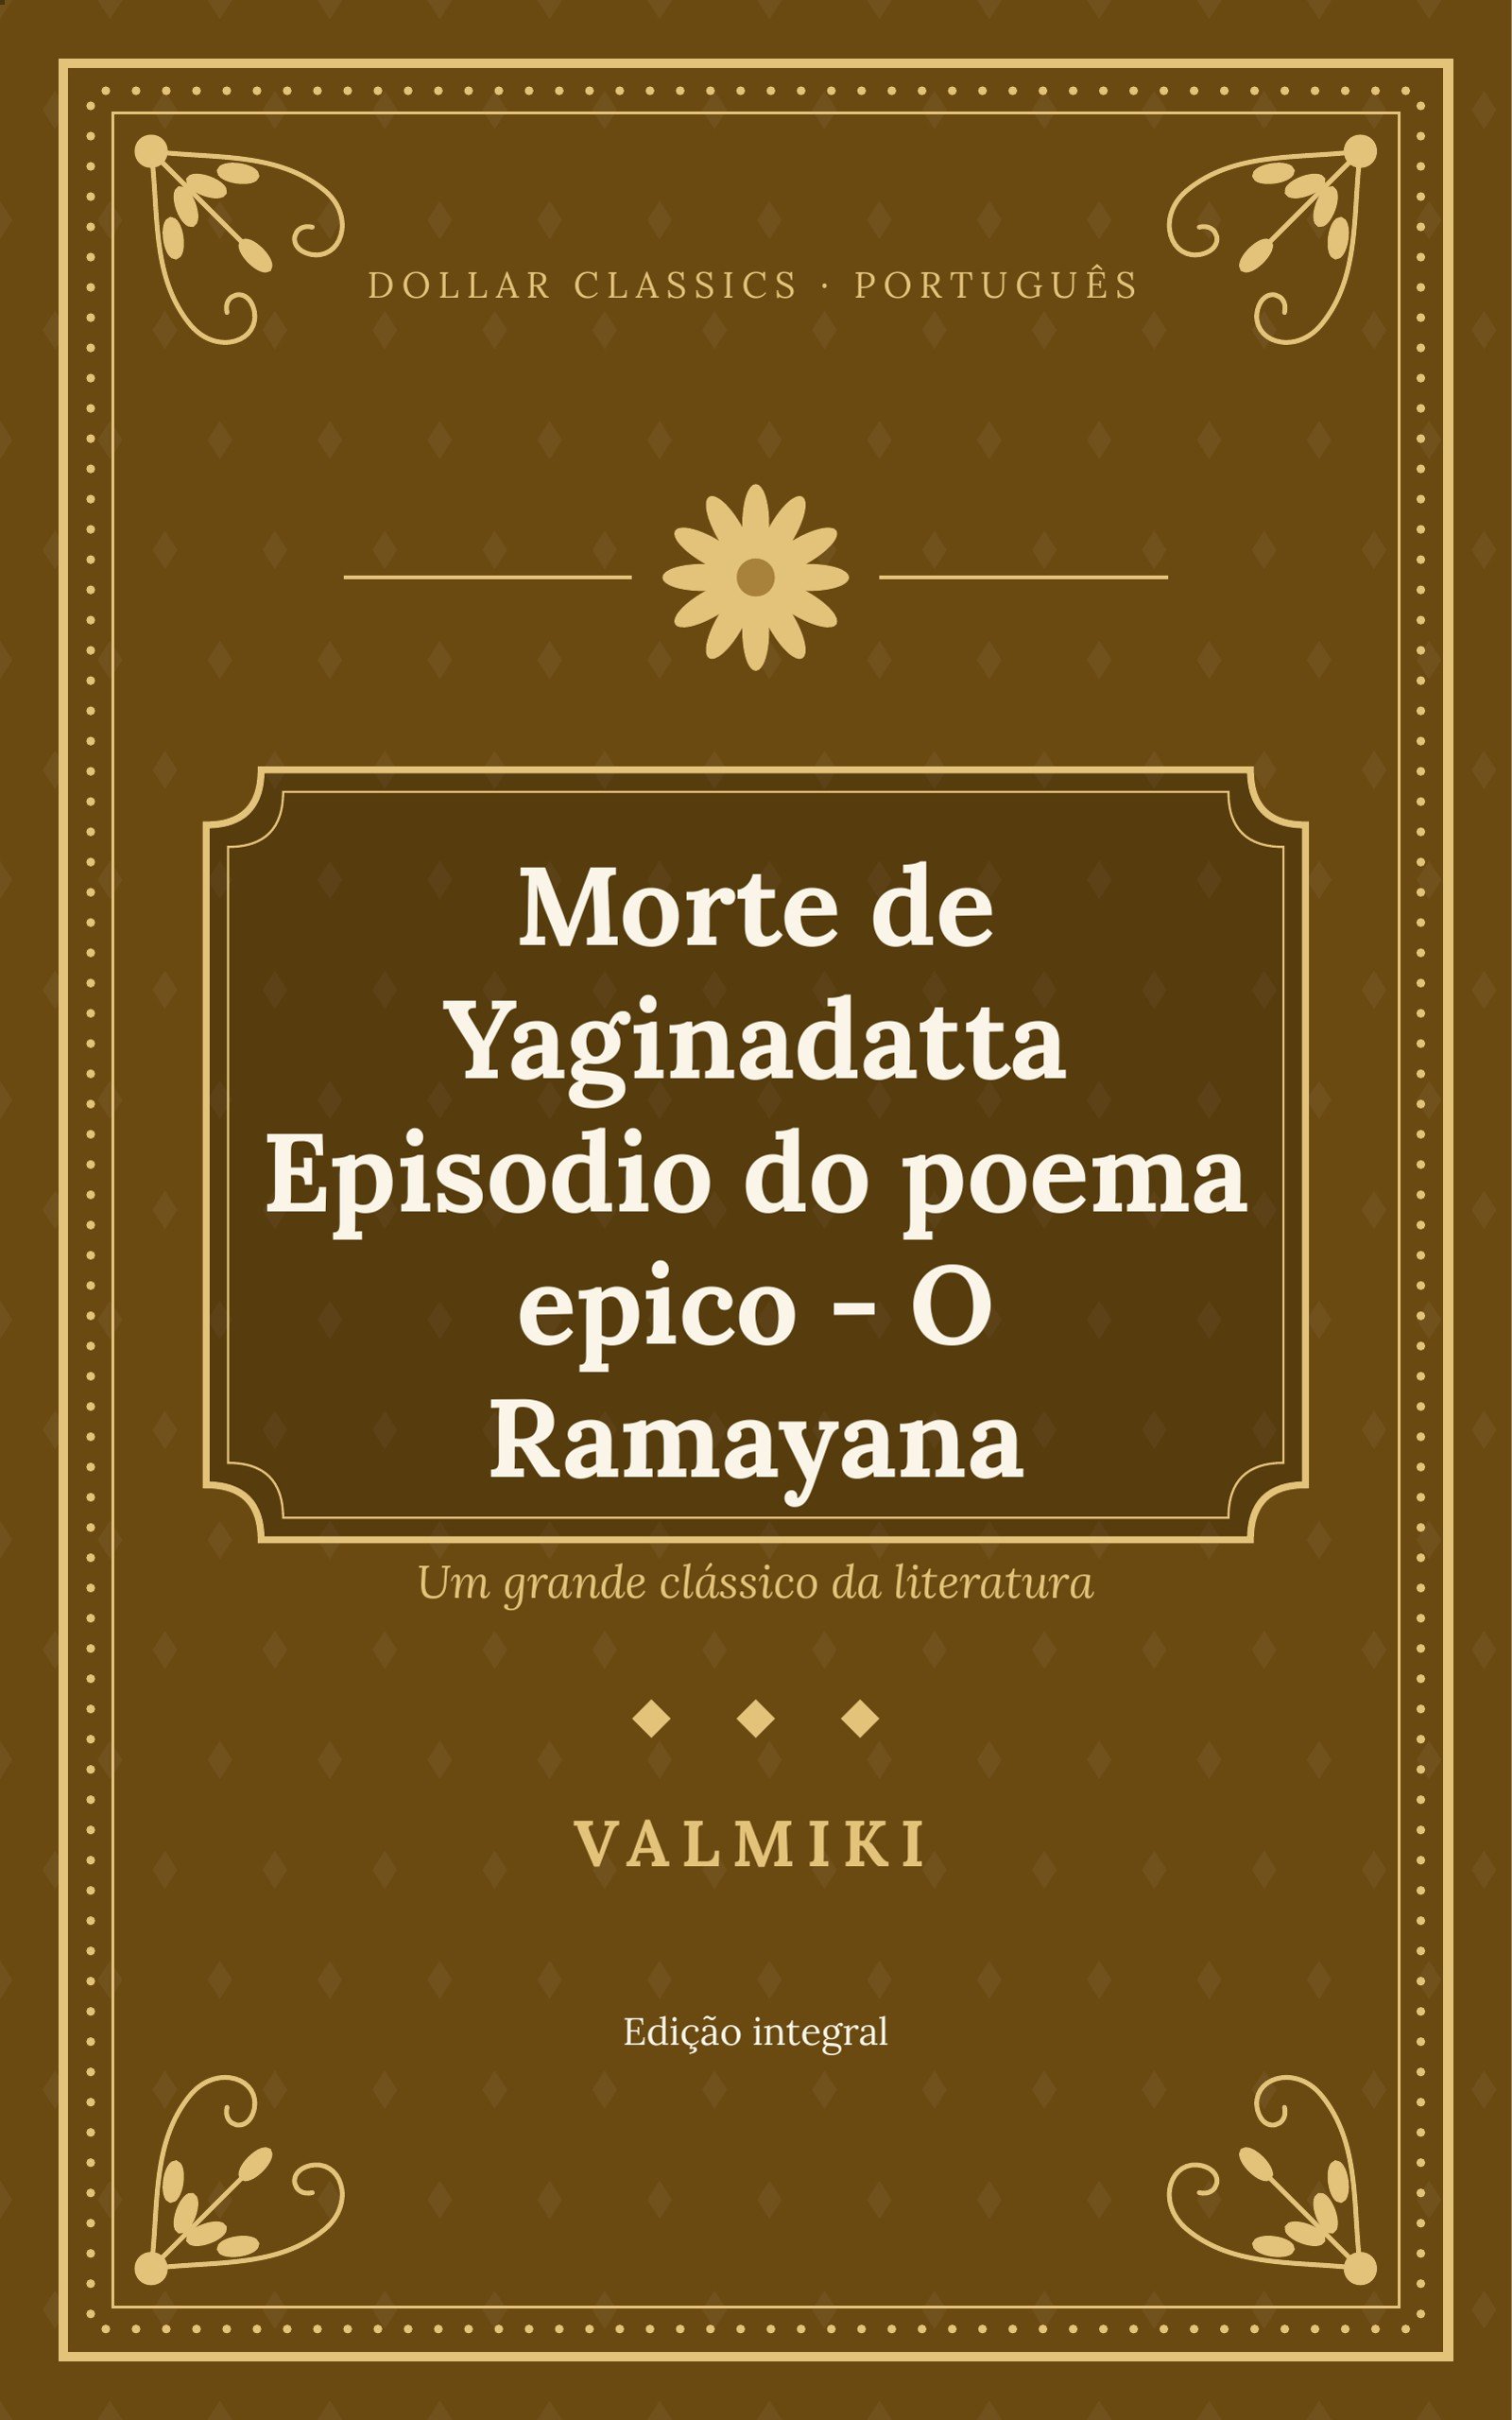 DOLLAR CLASSICS · PORTUGUÊS
Morte de
Yaginadatta
Episodio do poema
epico - O
Ramayana
Um grande clássico da literatura
VALMIKI
Edição integral